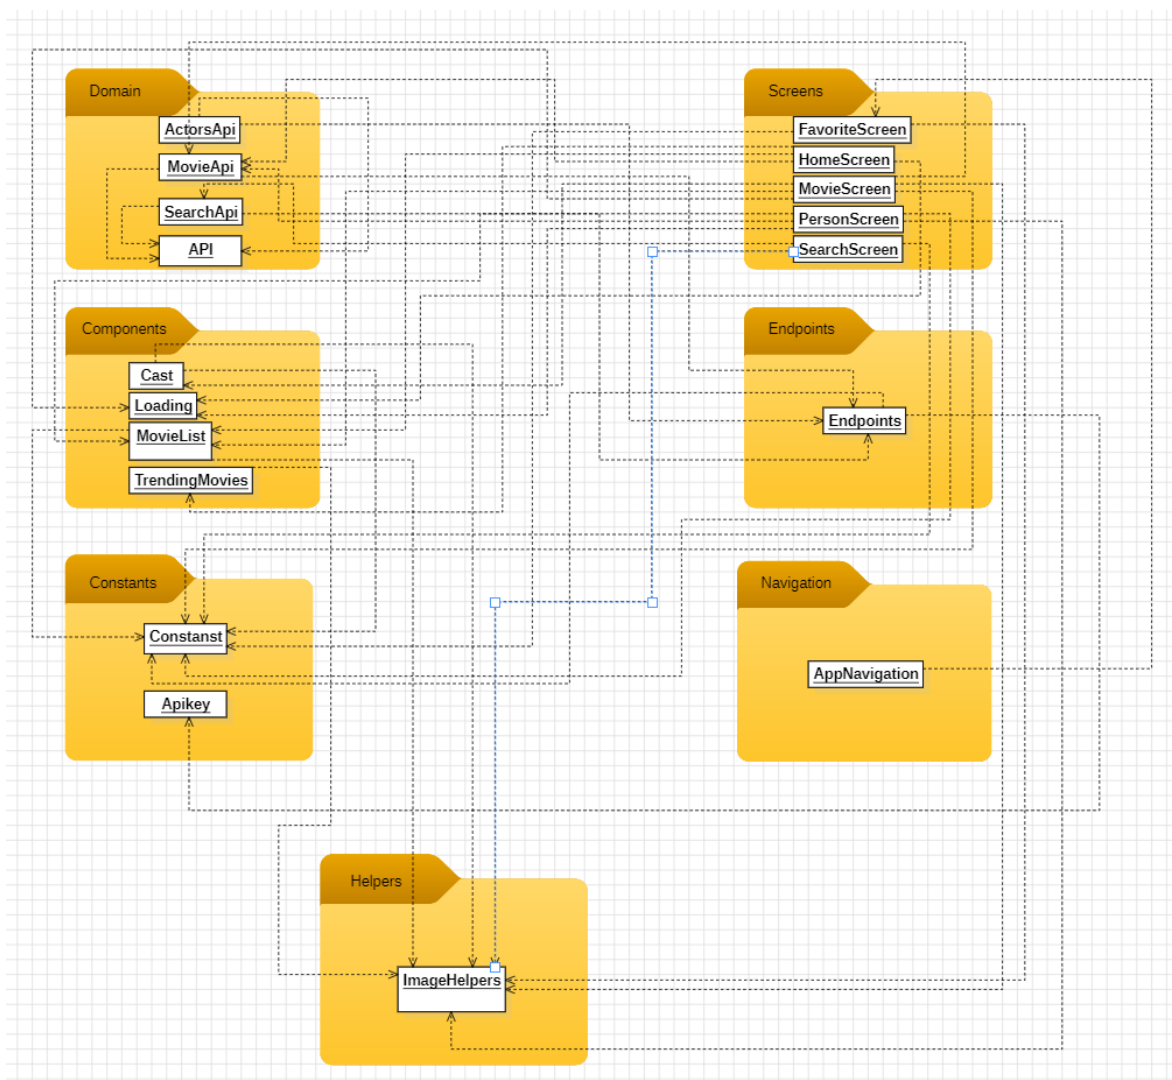 Domain
ActorsApi
MovieApi
SearchApi
API
Screens
FavoriteScreen
HomeScreen
MovieScreen
PersonScreen
SearchScreen
Components
Cast
Loading
MovieList
TrendingMovies
Endpoints
Endpoints
Constants
Constanst
Apikey
Navigation
AppNavigation
Helpers
ImageHelpers